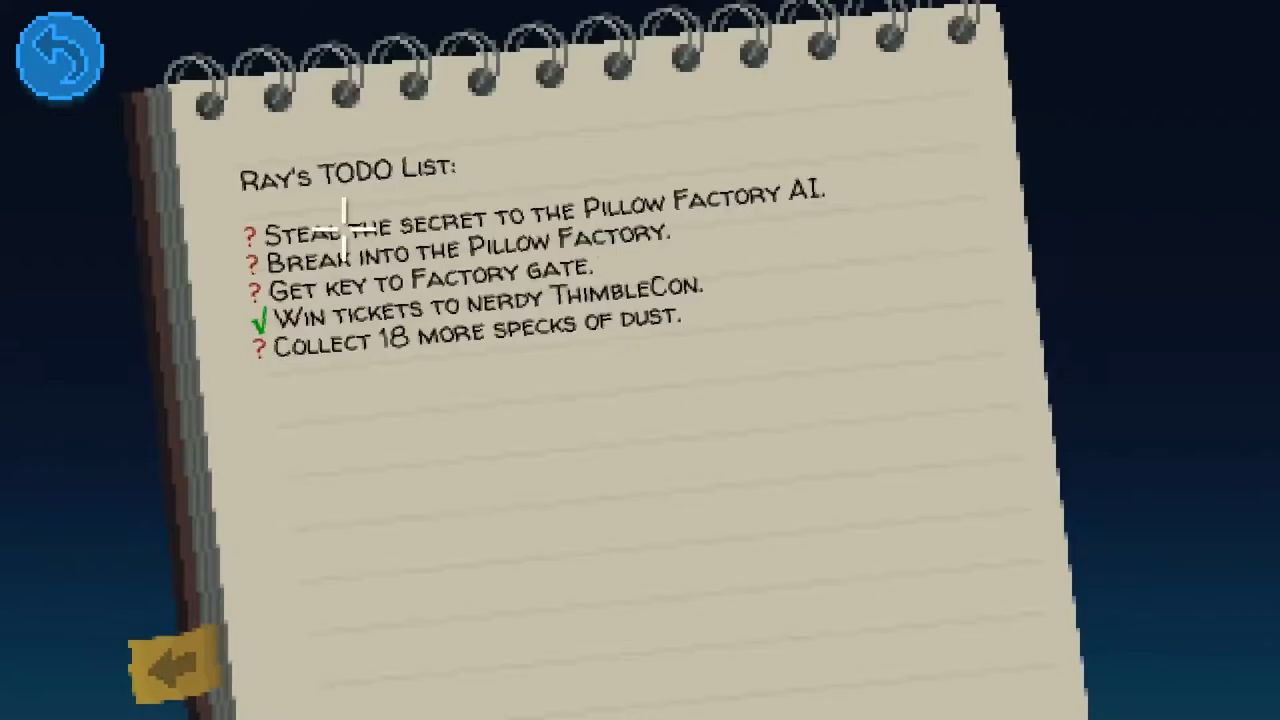 Ray's TODO List:
? Steal the secret to the Pillow Factory AI.
? Break into the Pillow Factory.
? Get key to Factory gate.
√ Win tickets to nerdy ThimbleCon.
? Collect 18 more specks of dust.